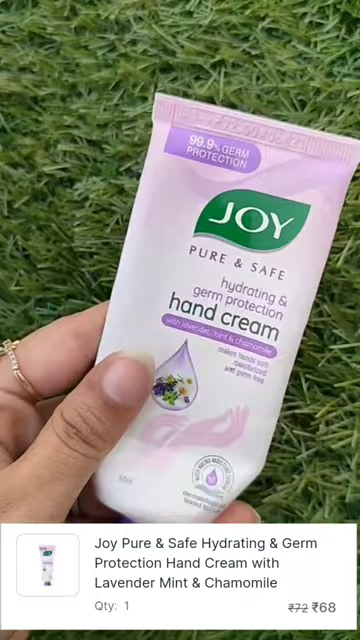 99.9% GERM
PROTECTION
JOY
PURE & SAFE
hydrating &
germ protection
hand cream
with lavender, mint & chamomile
makes hands soft,
moisturized
and germ free
dermatologically
Joy Pure & Safe Hydrating & Germ
Protection Hand Cream with
Lavender Mint & Chamomile
Qty: 1
₹72 ₹68